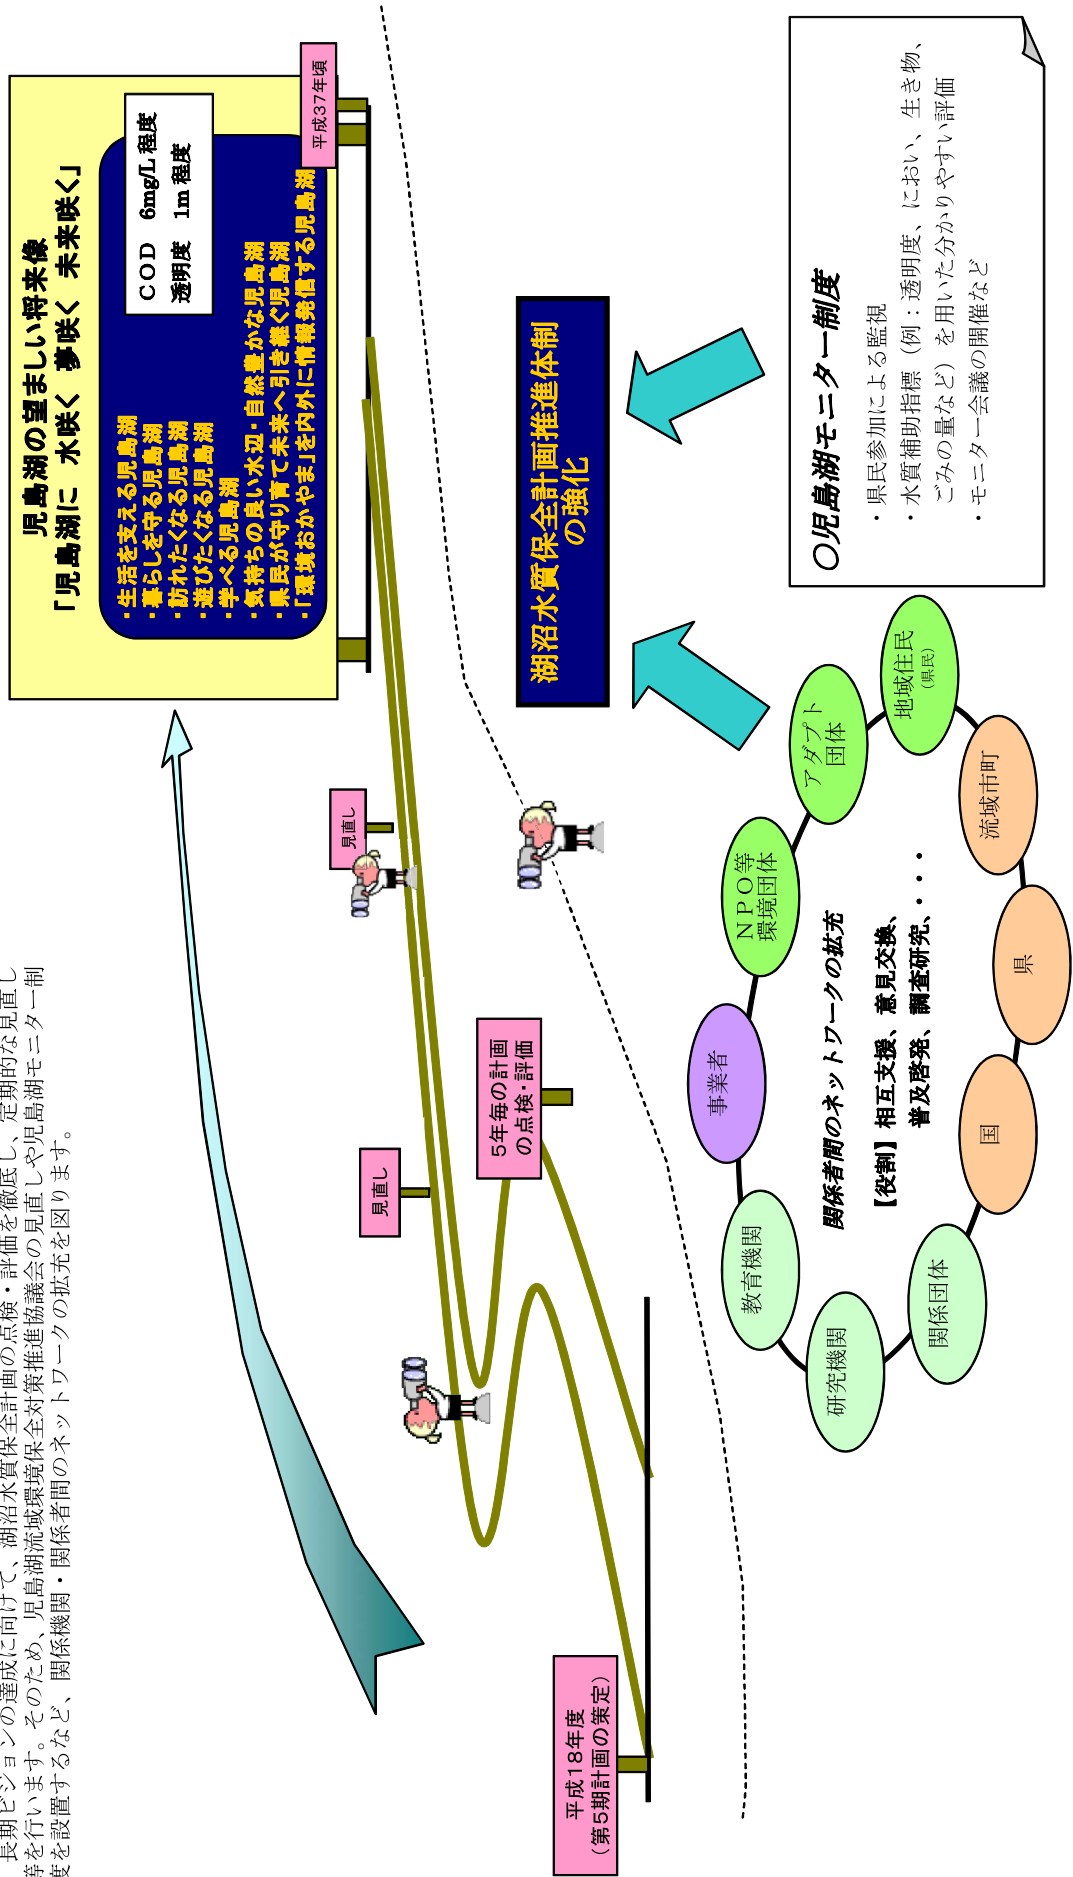 長期ビジョンの達成に向けて、湖沼水質保全計画の点検・評価を徹底し、定期的な見直し
等を行います。そのため、児島湖流域環境保全対策推進協議会の見直しや児島湖モニター制
度を設置するなど、関係機関・関係者間のネットワークの拡充を図ります。
児島湖の望ましい将来像
「児島湖に 水咲く 夢咲く 未来咲く」
COD 6mg/L 程度
透明度 1m 程度
・生活を支える児島湖
・暮らしを守る児島湖
・訪れたくなる児島湖
・遊びたくなる児島湖
・学べる児島湖
・気持ちの良い水辺・自然豊かな児島湖
・県民が守り育て未来へ引き継ぐ児島湖
・「環境おかやま」を内外に情報発信する児島湖
平成37年頃
見直し
見直し
5年毎の計画
の点検・評価
平成18年度
（第5期計画の策定）
湖沼水質保全計画推進体制
の強化
事業者
NPO等
環境団体
アダプト
団体
地域住民
（県民）
流域市町
県
国
関係団体
研究機関
教育機関
関係者間のネットワークの拡充
【役割】相互支援、意見交換、
普及啓発、調査研究、・・・
〇児島湖モニター制度
・県民参加による監視
・水質補助指標（例：透明度、におい、生き物、
ごみの量など）を用いた分かりやすい評価
・モニター会議の開催など